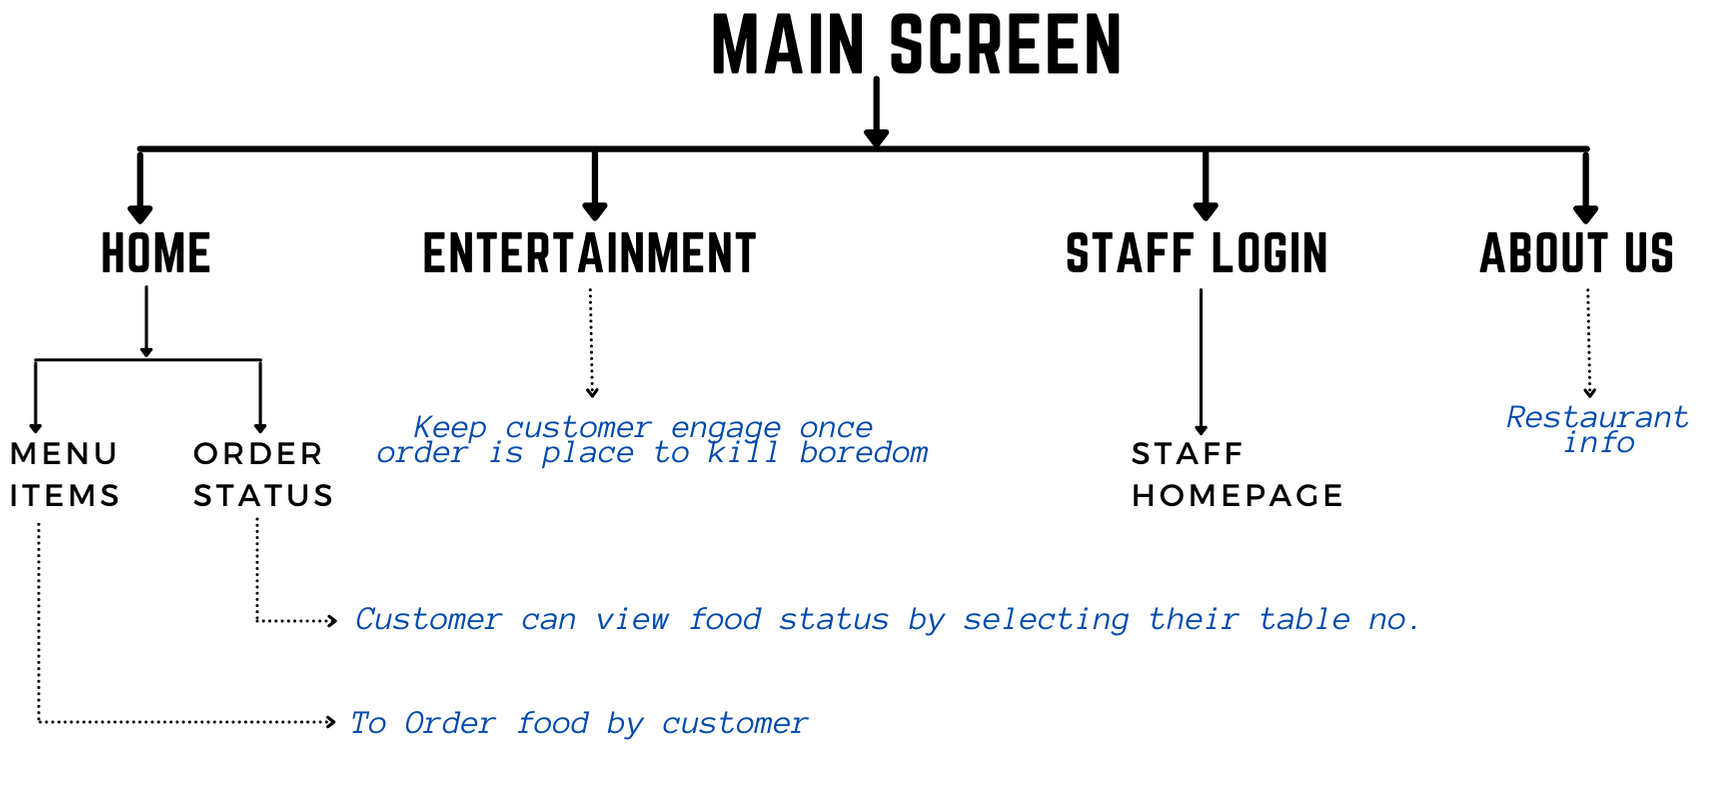 MAIN SCREEN
HOME
ENTERTAINMENT
STAFF LOGIN
ABOUT US
MENU
ITEMS
ORDER
STATUS
Keep customer engage once
order is place to kill boredom
STAFF
HOMEPAGE
Restaurant
info
Customer can view food status by selecting their table no.
To Order food by customer